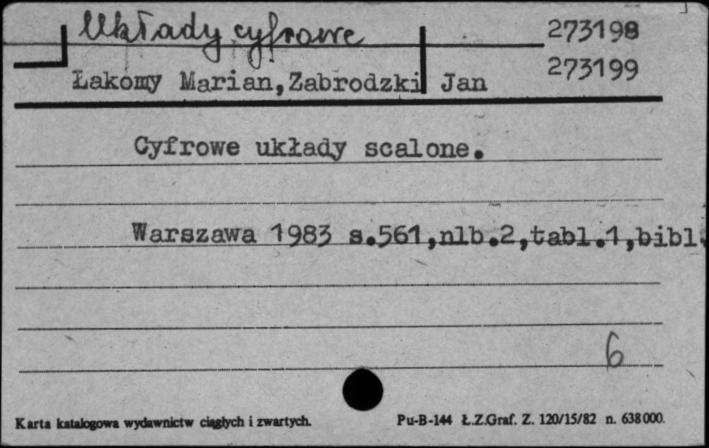 Układy cyfrowe 273198
273199
Łakomy Marian, Zabrodzki Jan
Cyfrowe układy scalone.
Warszawa 1983 s.561,nlb.2,tabl.1,bibl.
6
Karta katalogowa wydawnictw ciągłych i zwartych. Pu-B-144 Ł.Z.Graf. Z. 120/15/82 n. 638000.